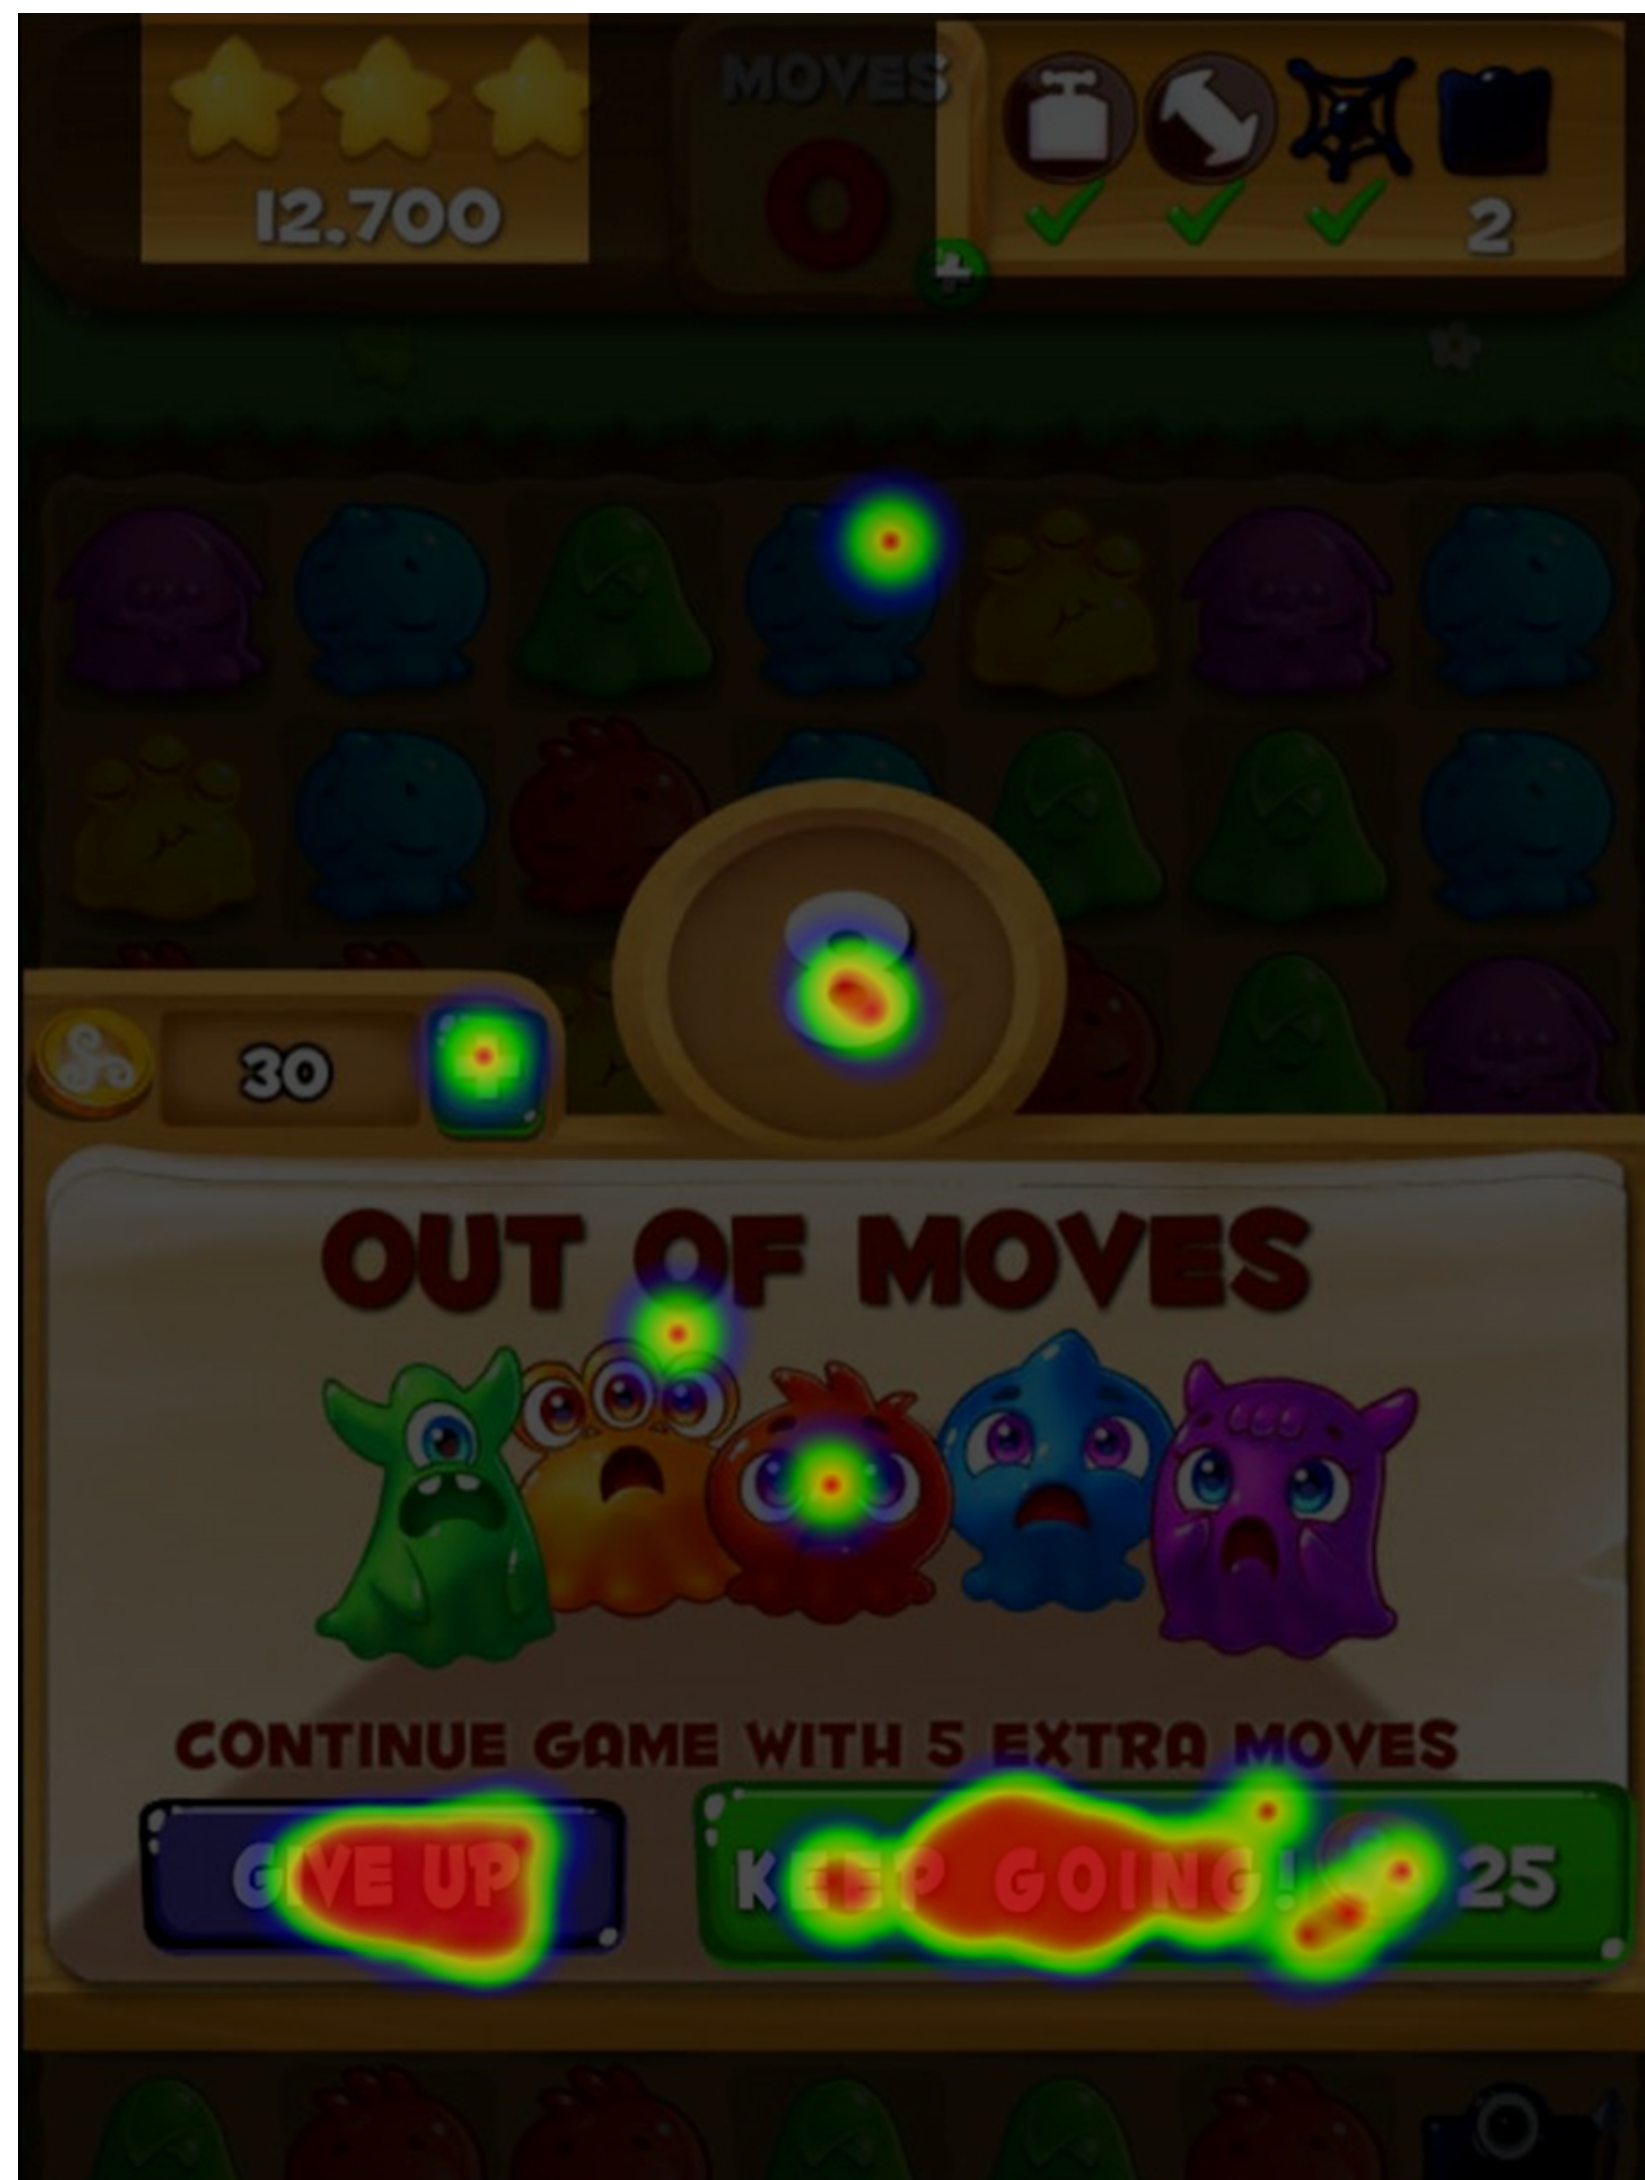 MOVES
12.700
0
2
30
OUT OF MOVES
CONTINUE GAME WITH 5 EXTRA MOVES
GIVE UP
KEEP GOING! 25